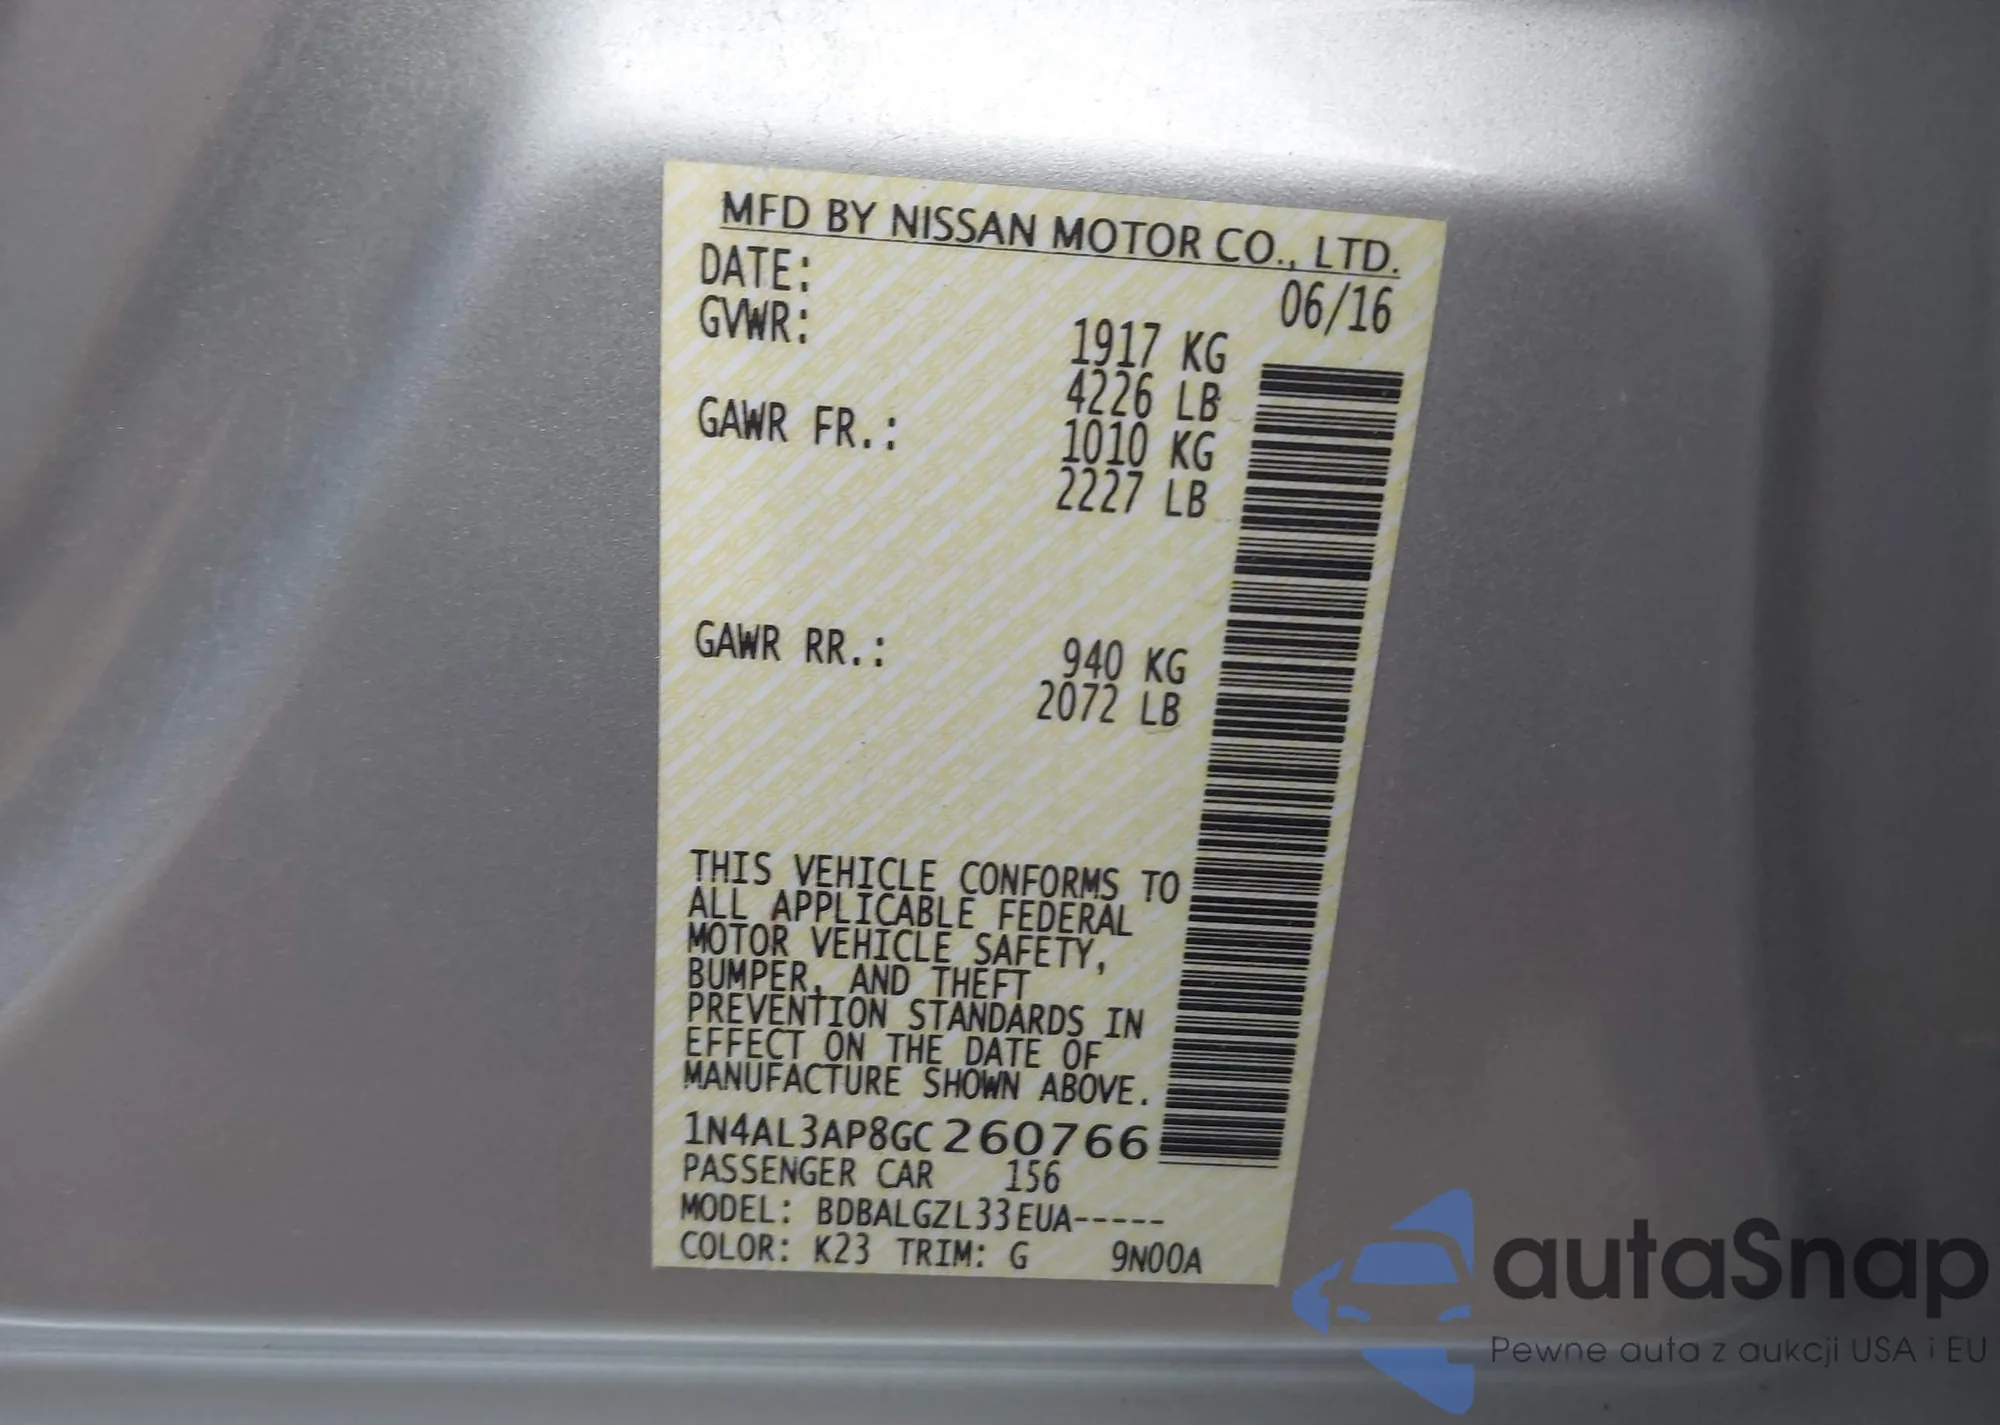 MFD BY NISSAN MOTOR CO., LTD.
DATE: 06/16
GVWR: 1917 KG
4226 LB
GAWR FR.: 1010 KG
2227 LB
GAWR RR.: 940 KG
2072 LB
THIS VEHICLE CONFORMS TO
ALL APPLICABLE FEDERAL
MOTOR VEHICLE SAFETY,
BUMPER, AND THEFT
PREVENTION STANDARDS IN
EFFECT ON THE DATE OF
MANUFACTURE SHOWN ABOVE.
1N4AL3AP8GC260766
PASSENGER CAR 156
MODEL: BDBALGZL33EUA-----
COLOR: K23 TRIM: G 9N00A
autaSnap
Pewne auta z aukcji USA i EU